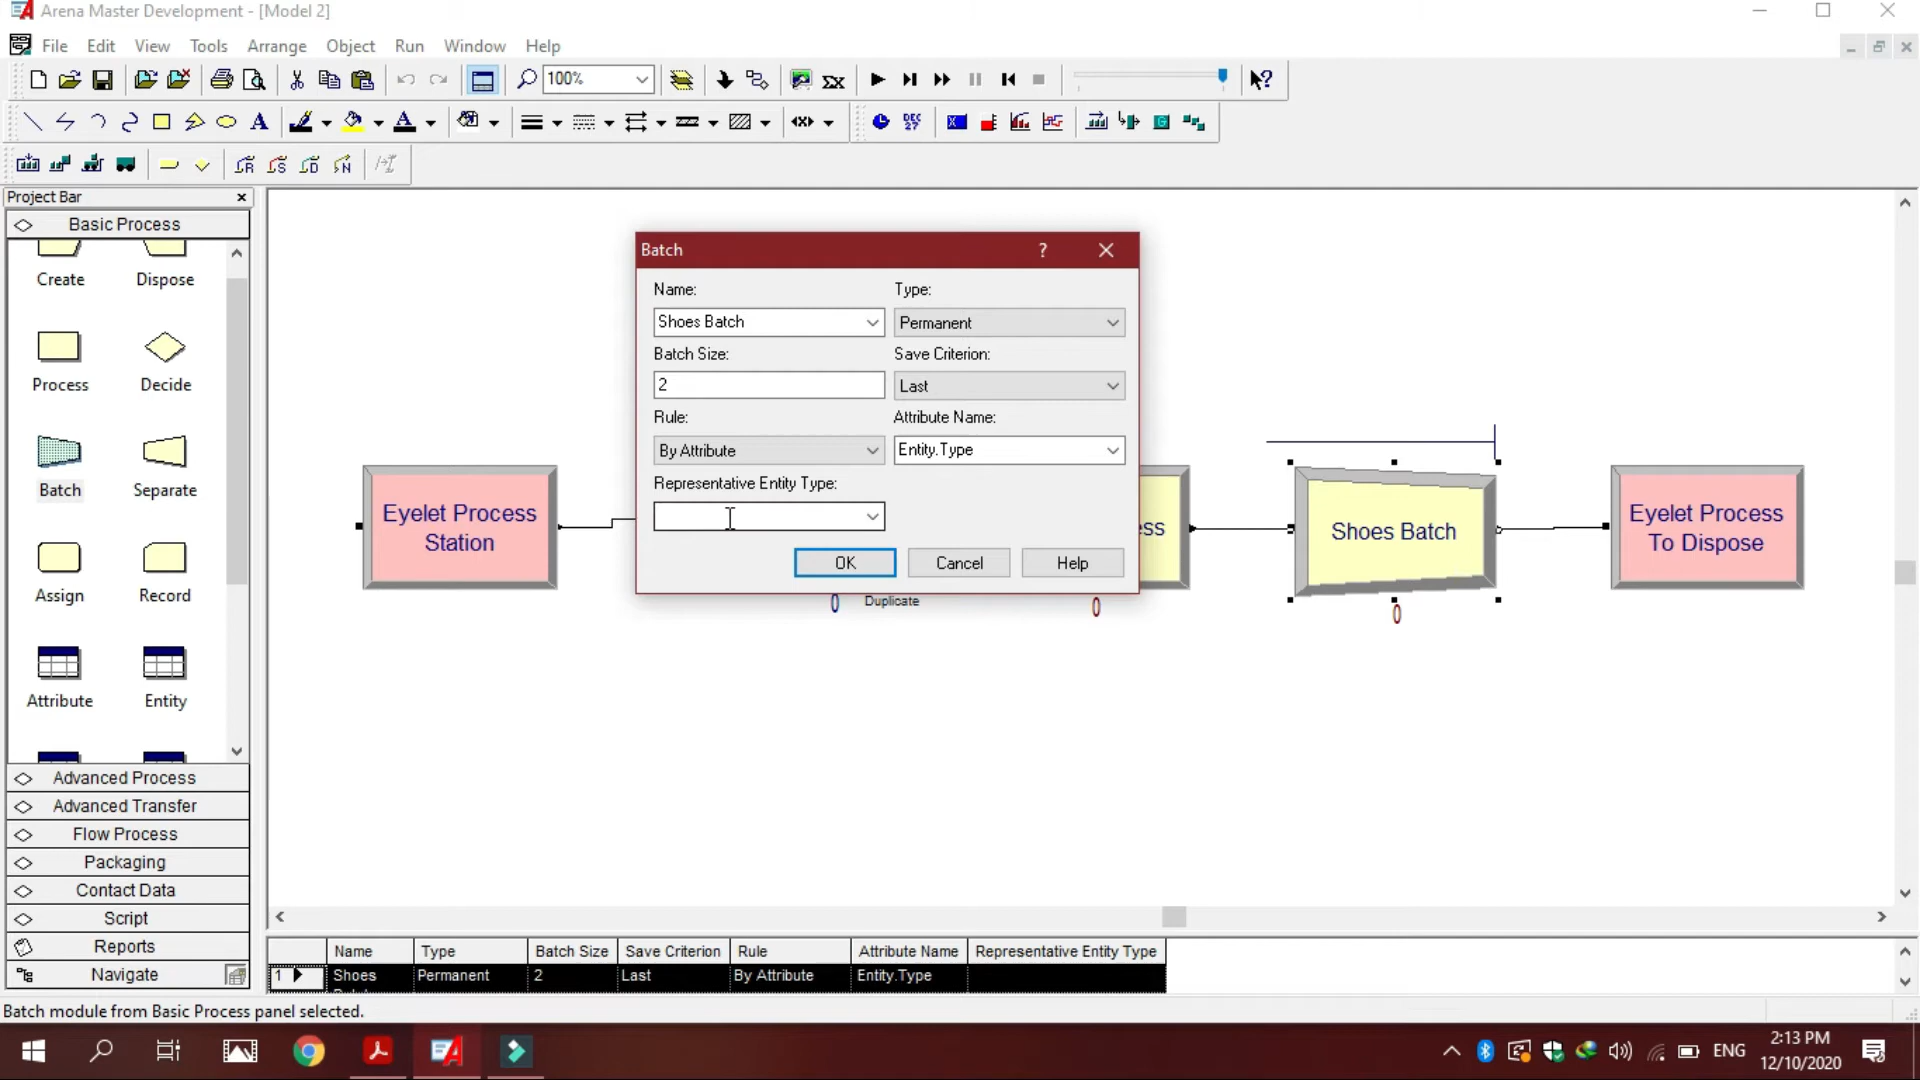 Arena Master Development - [Model 2]
File Edit View Tools Arrange Object Run Window Help
100%
Project Bar
Basic Process
Create Dispose
Process Decide
Batch Separate
Assign Record
Attribute Entity
Advanced Process
Advanced Transfer
Flow Process
Packaging
Contact Data
Script
Reports
Navigate
Batch
Name: Type:
Shoes Batch Permanent
Batch Size: Save Criterion:
2 Last
Rule: Attribute Name:
By Attribute Entity.Type
Representative Entity Type:
OK Cancel Help
Eyelet Process
Station
ess
Shoes Batch
Eyelet Process
To Dispose
0 Duplicate 0 0
Name Type Batch Size Save Criterion Rule Attribute Name Representative Entity Type
1 Shoes Permanent 2 Last By Attribute Entity.Type
Batch module from Basic Process panel selected.
ENG
2:13 PM
12/10/2020